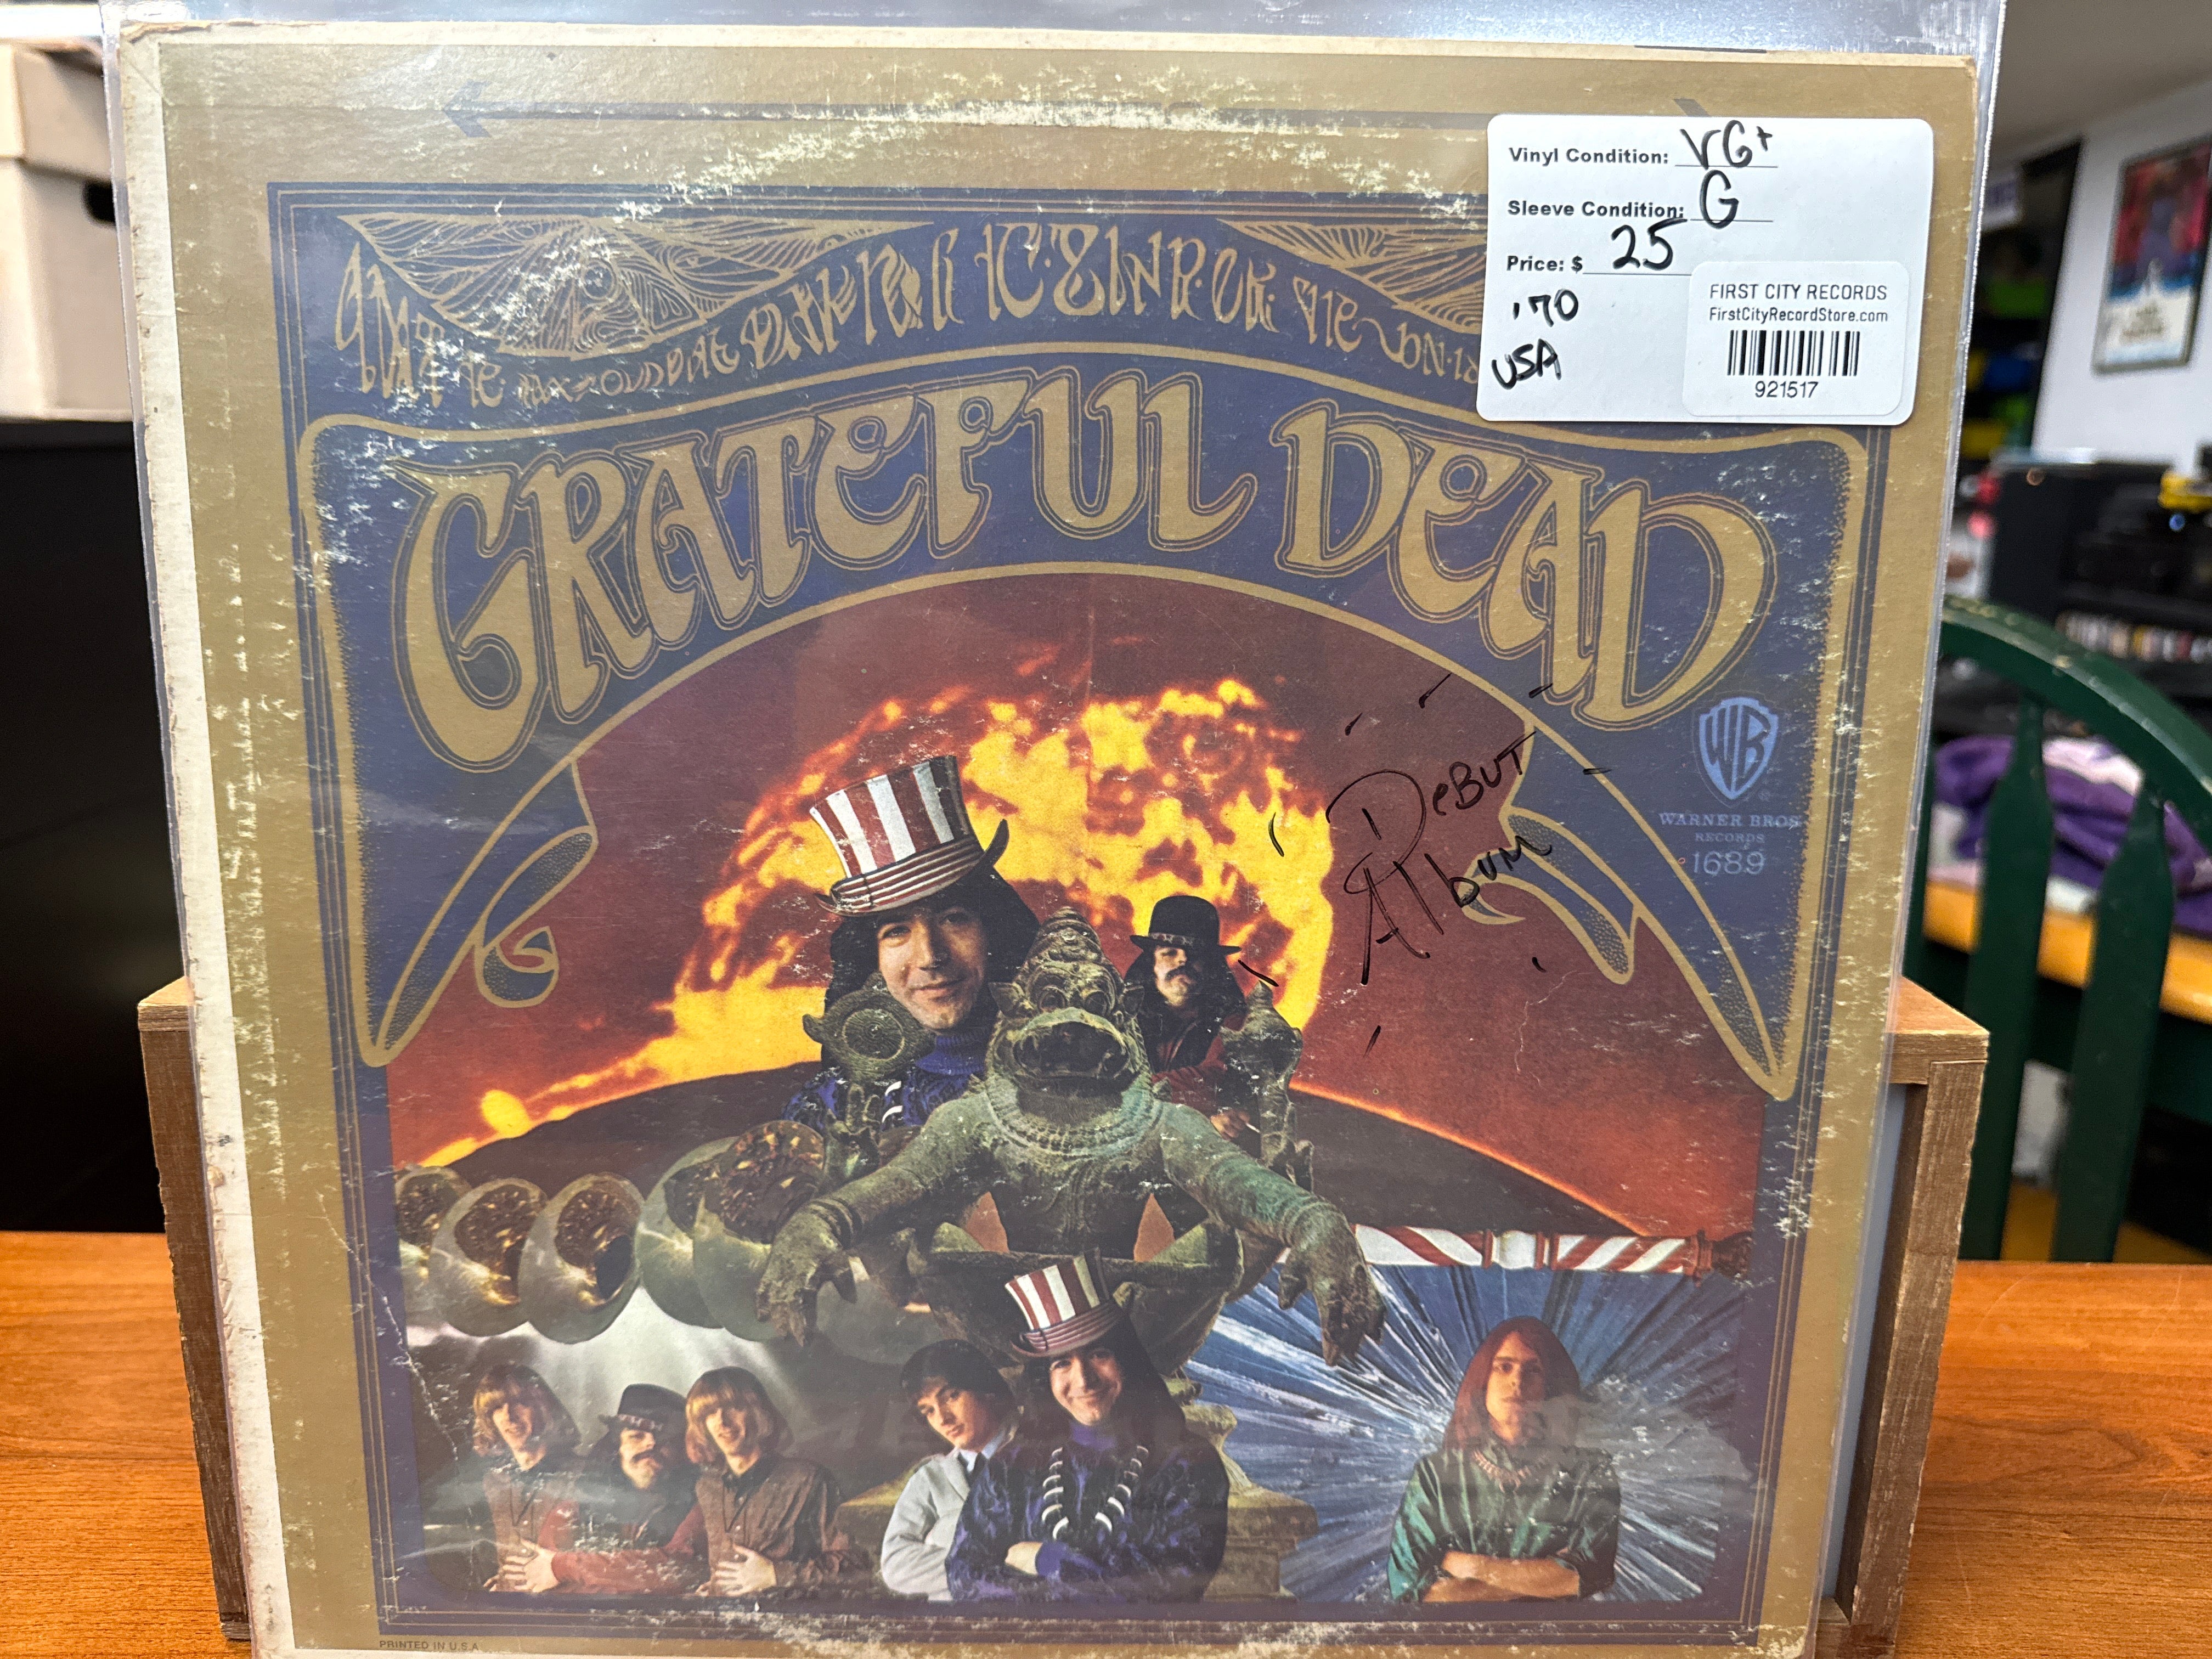 Vinyl Condition: VG+
Sleeve Condition: G
Price: $ 25
'70
USA
FIRST CITY RECORDS
FirstCityRecordStore.com
921517
GRATEFUL DEAD
WB
WARNER BROS
RECORDS
1689
DeBUT
Album
PRINTED IN U.S.A.